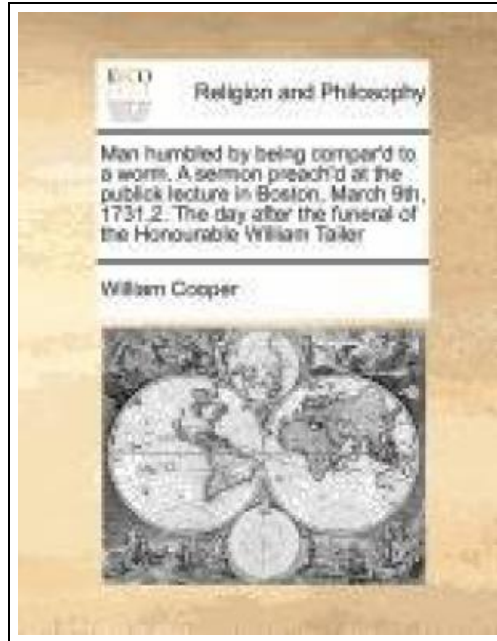 ECCO
Religion and Philosophy
Man humbled by being compar'd to
a worm. A sermon preach'd at the
publick lecture in Boston, March 9th,
1731,2. The day after the funeral of
the Honourable William Tailer
William Cooper